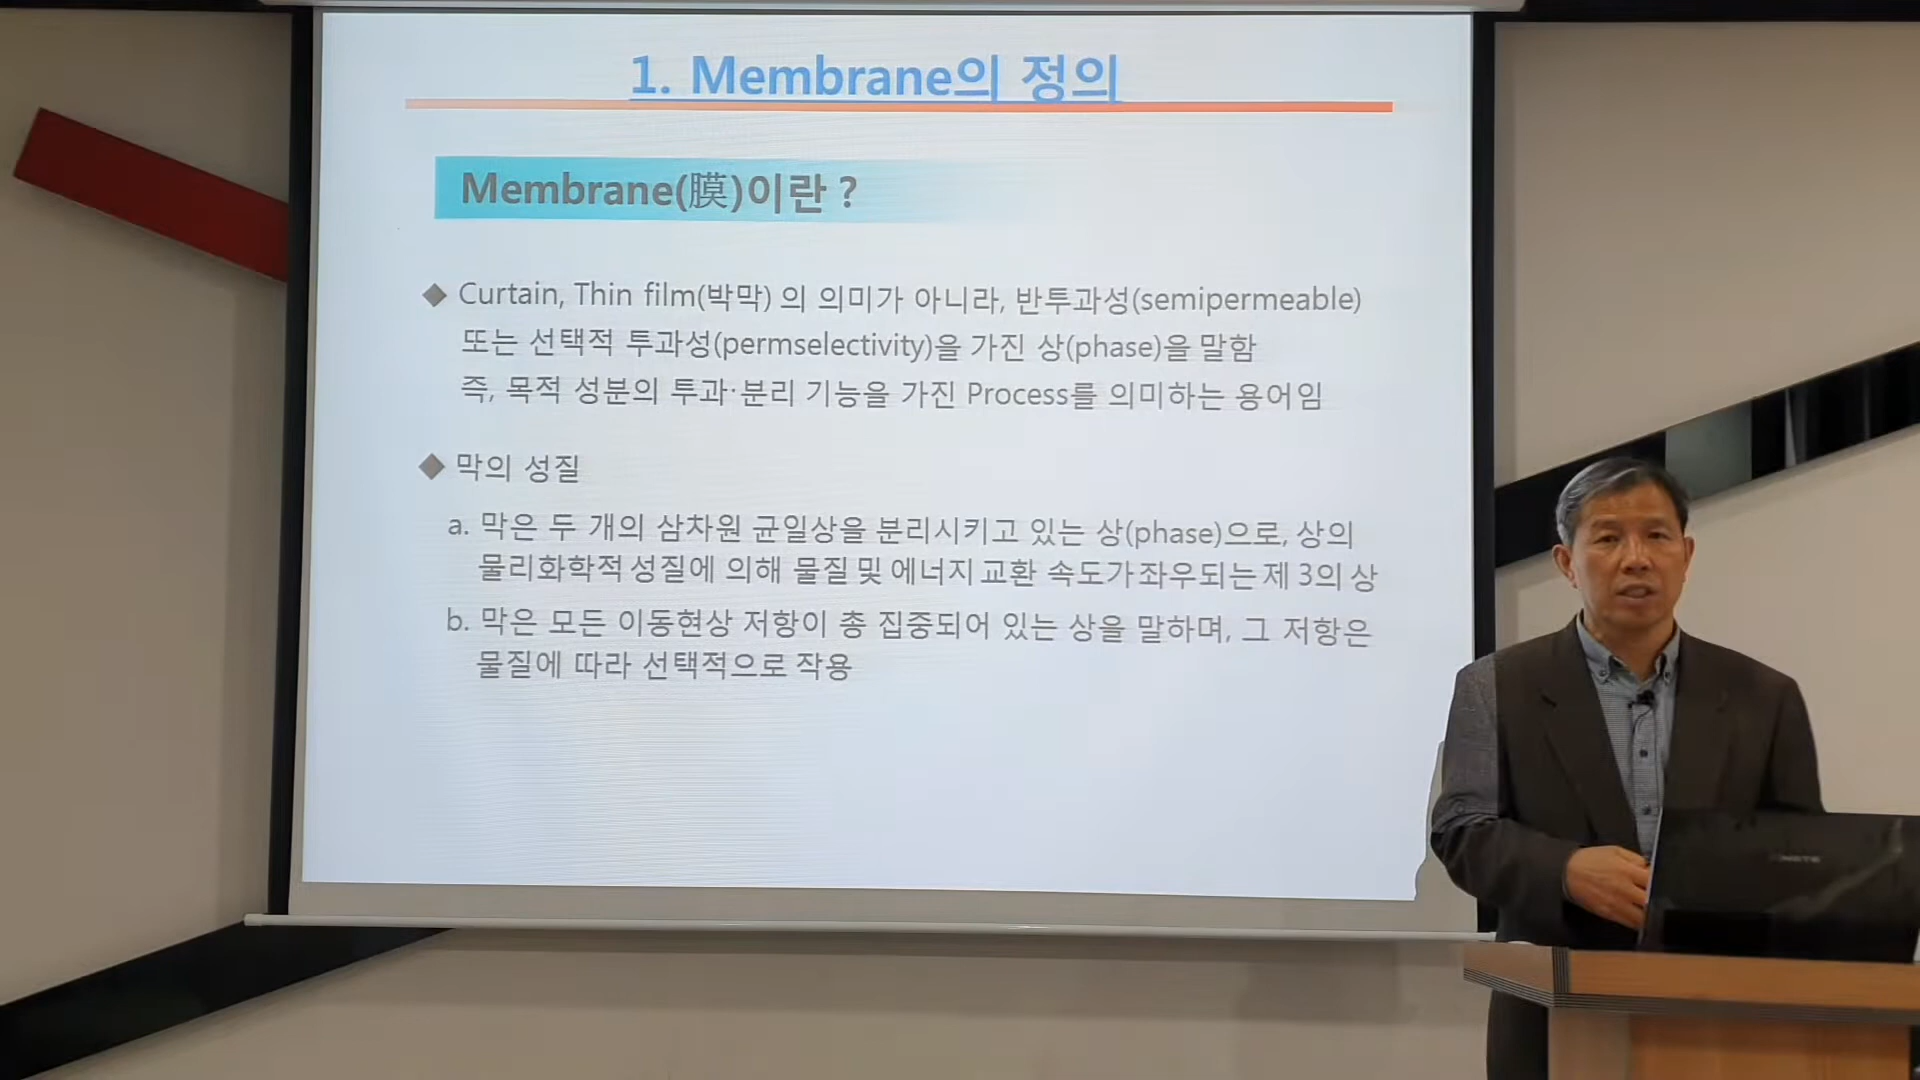 1. Membrane의 정의
Membrane(膜)이란 ?
◆ Curtain, Thin film(박막) 의 의미가 아니라, 반투과성(semipermeable)
또는 선택적 투과성(permselectivity)을 가진 상(phase)을 말함
즉, 목적 성분의 투과·분리 기능을 가진 Process를 의미하는 용어임
◆ 막의 성질
a. 막은 두 개의 삼차원 균일상을 분리시키고 있는 상(phase)으로, 상의
물리화학적 성질에 의해 물질 및 에너지 교환 속도가 좌우되는 제 3의 상
b. 막은 모든 이동현상 저항이 총 집중되어 있는 상을 말하며, 그 저항은
물질에 따라 선택적으로 작용